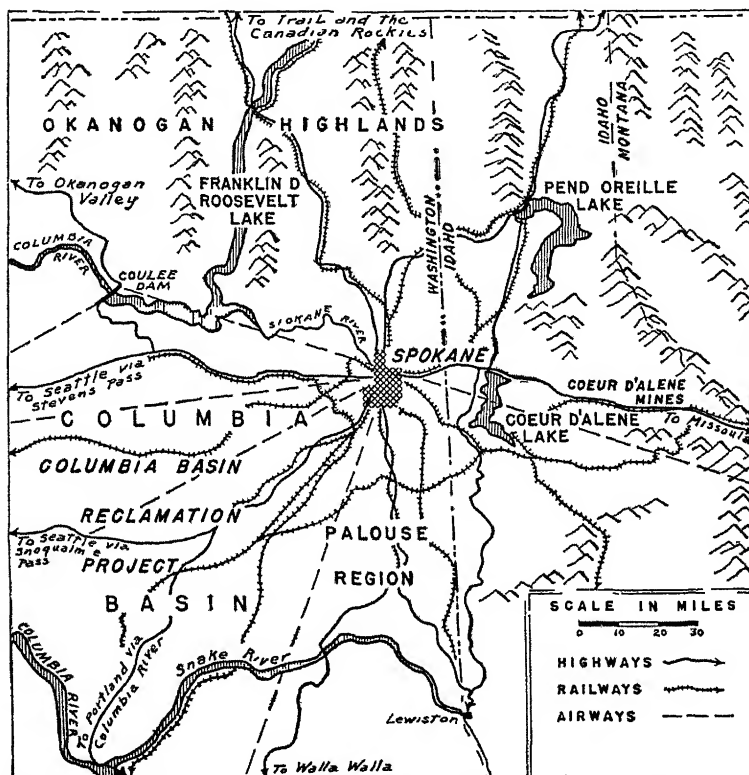 To Trail and the
Canadian Rockies
OKANOGAN HIGHLANDS
IDAHO
MONTANA
To Okanogan
Valley
FRANKLIN D
ROOSEVELT
LAKE
PEND OREILLE
LAKE
WASHINGTON
IDAHO
COLUMBIA
RIVER
COULEE
DAM
SPOKANE RIVER
SPOKANE
To Seattle via
Stevens Pass
COEUR D'ALENE
MINES
COLUMBIA
COEUR D'ALENE
LAKE
To Missoula
COLUMBIA BASIN
RECLAMATION
To Seattle via
Snoqualmie
Pass
PROJECT
PALOUSE
REGION
BASIN
COLUMBIA
RIVER
To Portland via
Columbia River
Snake River
Lewiston
To Walla Walla
SCALE IN MILES
0 10 20 30
HIGHWAYS
RAILWAYS
AIRWAYS